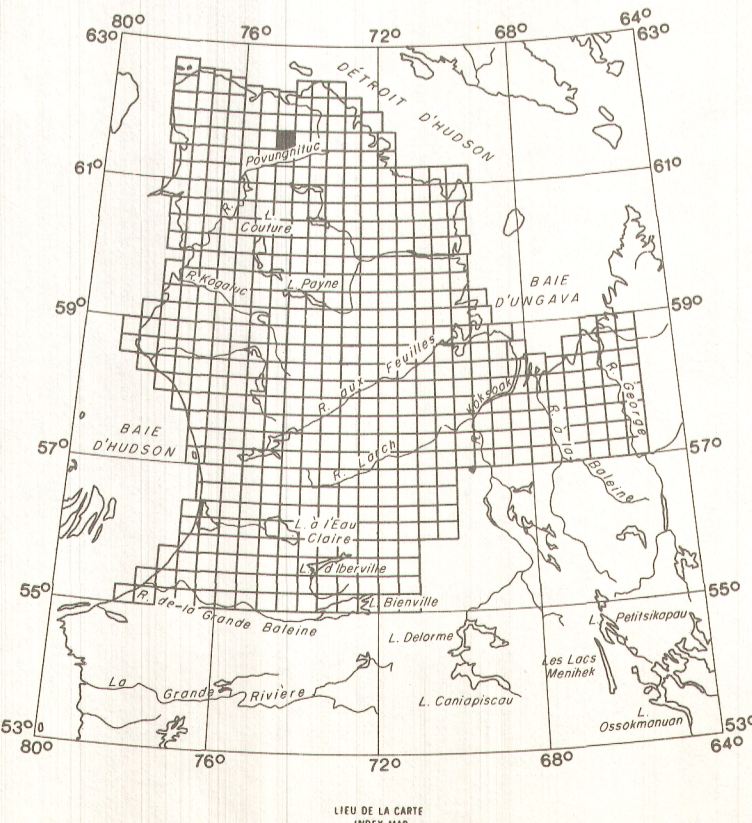 80° 76° 72° 68° 64°
63° 63°
DÉTROIT D'HUDSON
Povungnituc
61° 61°
R.
L.
Couture
R. Kogaluc
L. Payne
BAIE
D'UNGAVA
59° 59°
R. aux Feuilles
Koksoak
R.
George
R. à la
Baleine
BAIE
D'HUDSON
57° 57°
R. Larch
L. à l'Eau
Claire
L. d'Iberville
55° 55°
R. de-la Grande Baleine
L. Bienville
L. Delorme
L. Petitsikapau
Les Lacs
Menihek
La Grande Rivière
L. Caniapiscau
L.
Ossokmanuan
53° 53°
80° 76° 72° 68° 64°
LIEU DE LA CARTE
INDEX MAP